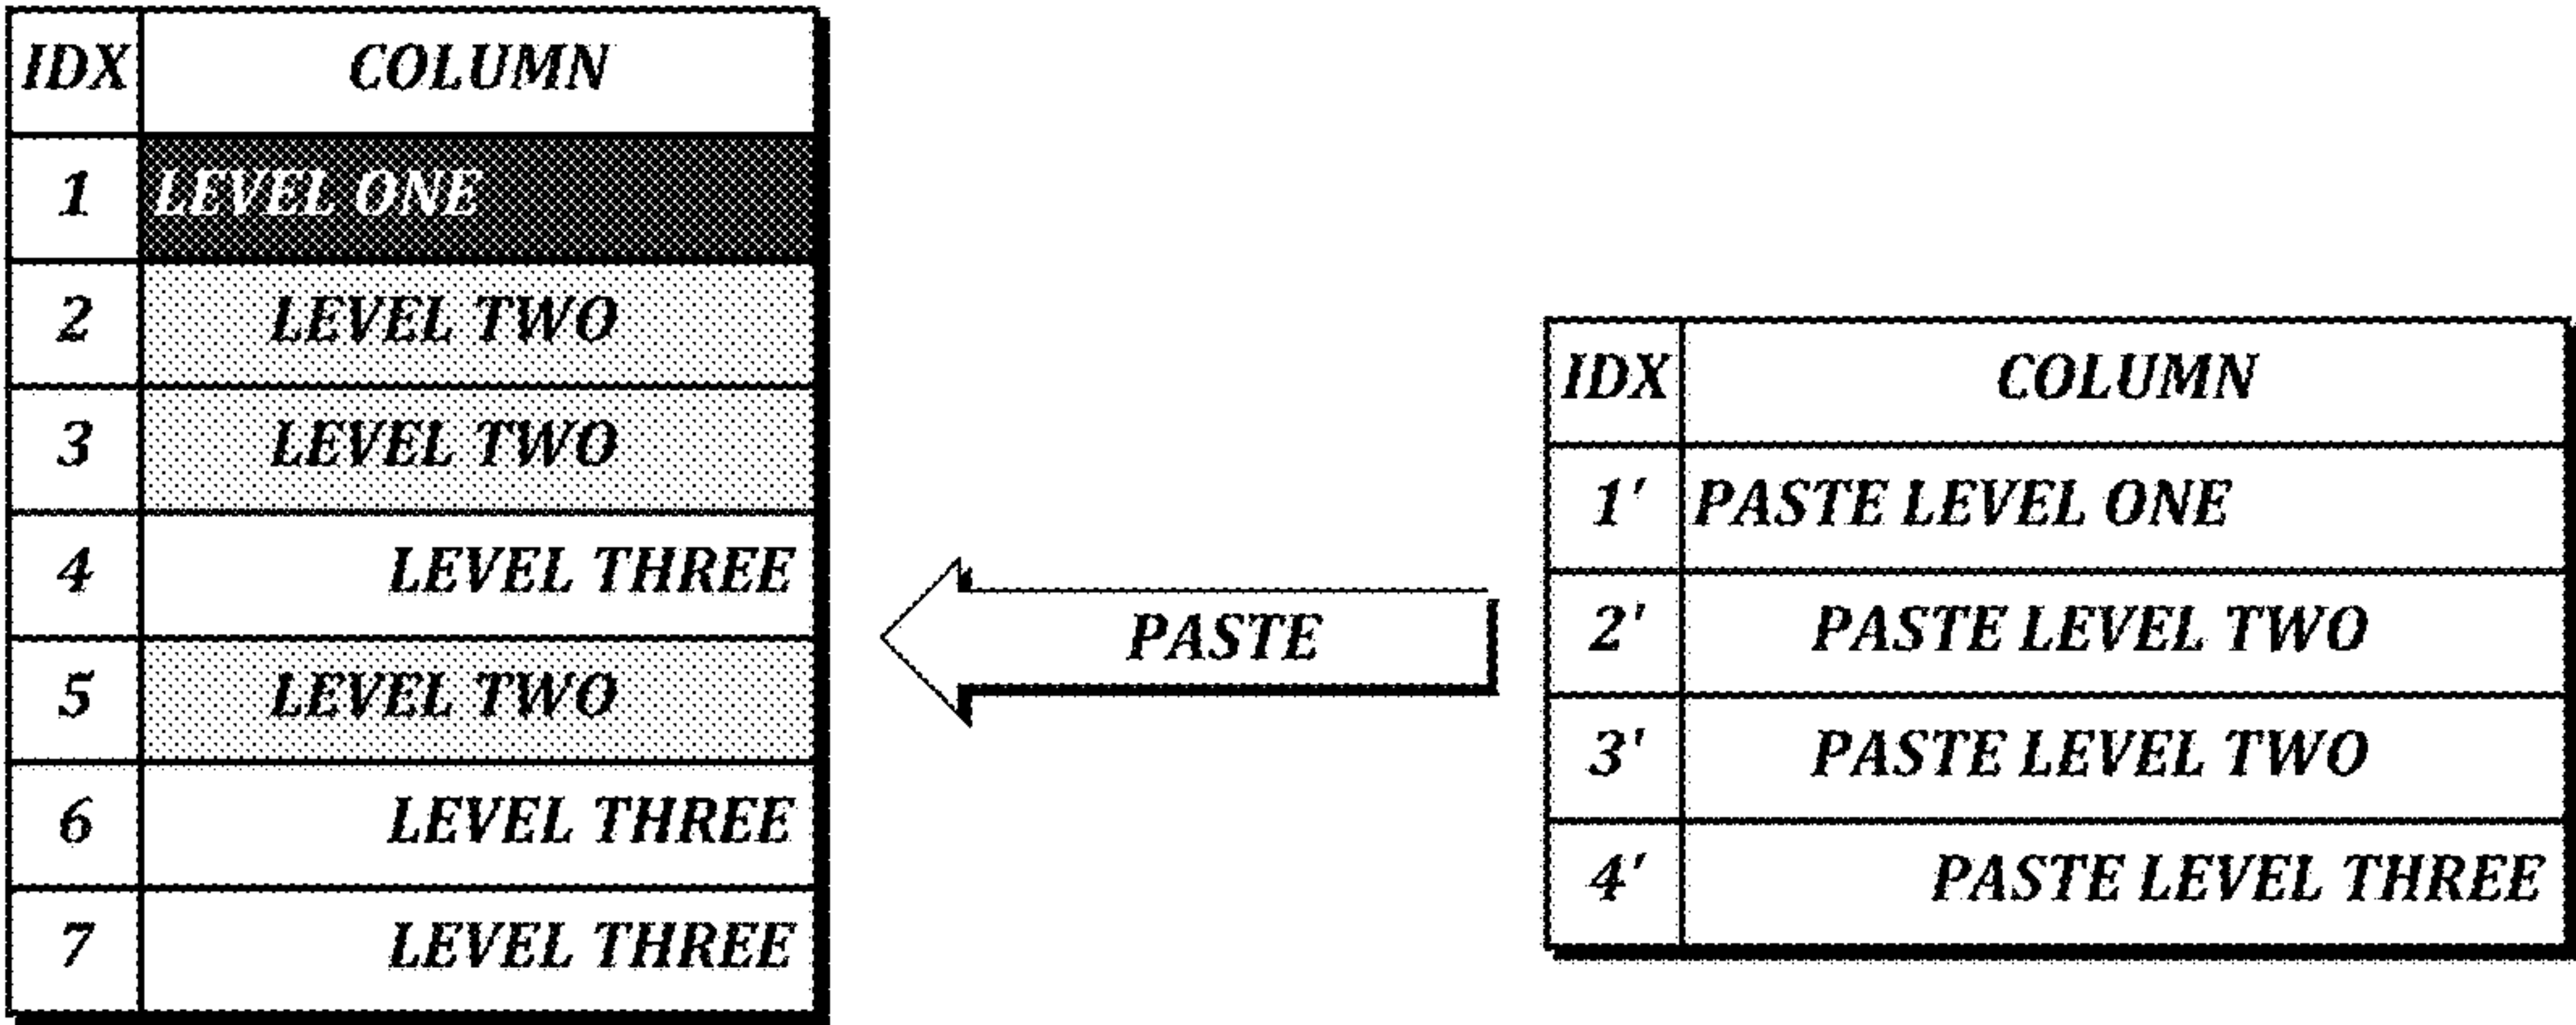 IDX COLUMN
1 LEVEL ONE
2 LEVEL TWO
3 LEVEL TWO
4 LEVEL THREE
5 LEVEL TWO
6 LEVEL THREE
7 LEVEL THREE
PASTE
IDX COLUMN
1' PASTE LEVEL ONE
2' PASTE LEVEL TWO
3' PASTE LEVEL TWO
4' PASTE LEVEL THREE